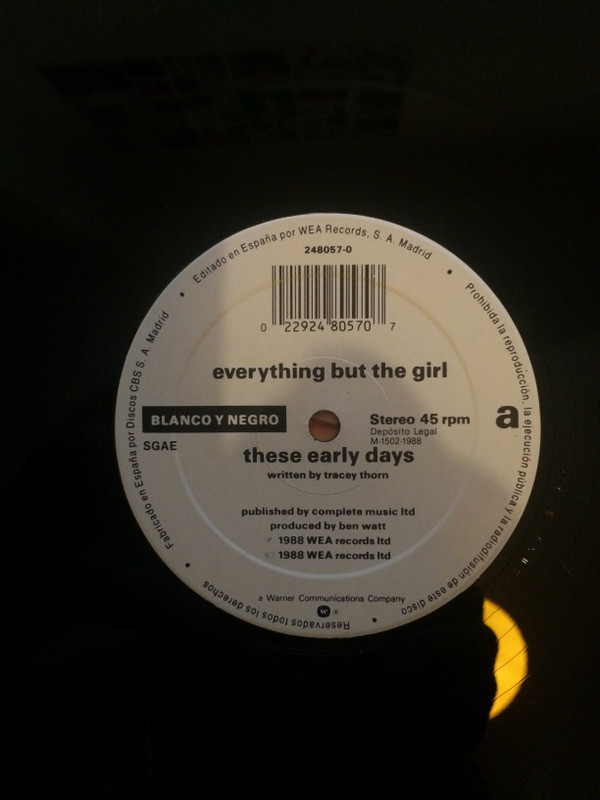 Editado en España por WEA Records, S. A. Madrid
248057-0
0 22924 80570 7
everything but the girl
BLANCO Y NEGRO
Stereo 45 rpm
a
Depósito Legal
M-1502-1988
SGAE
these early days
written by tracey thorn
published by complete music ltd
produced by ben watt
℗ 1988 WEA records ltd
© 1988 WEA records ltd
a Warner Communications Company
Prohibida la reproducción, la ejecución pública y la radiodifusión de este disco
Reservados todos los derechos
Fabricado en España por Discos CBS S. A. Madrid